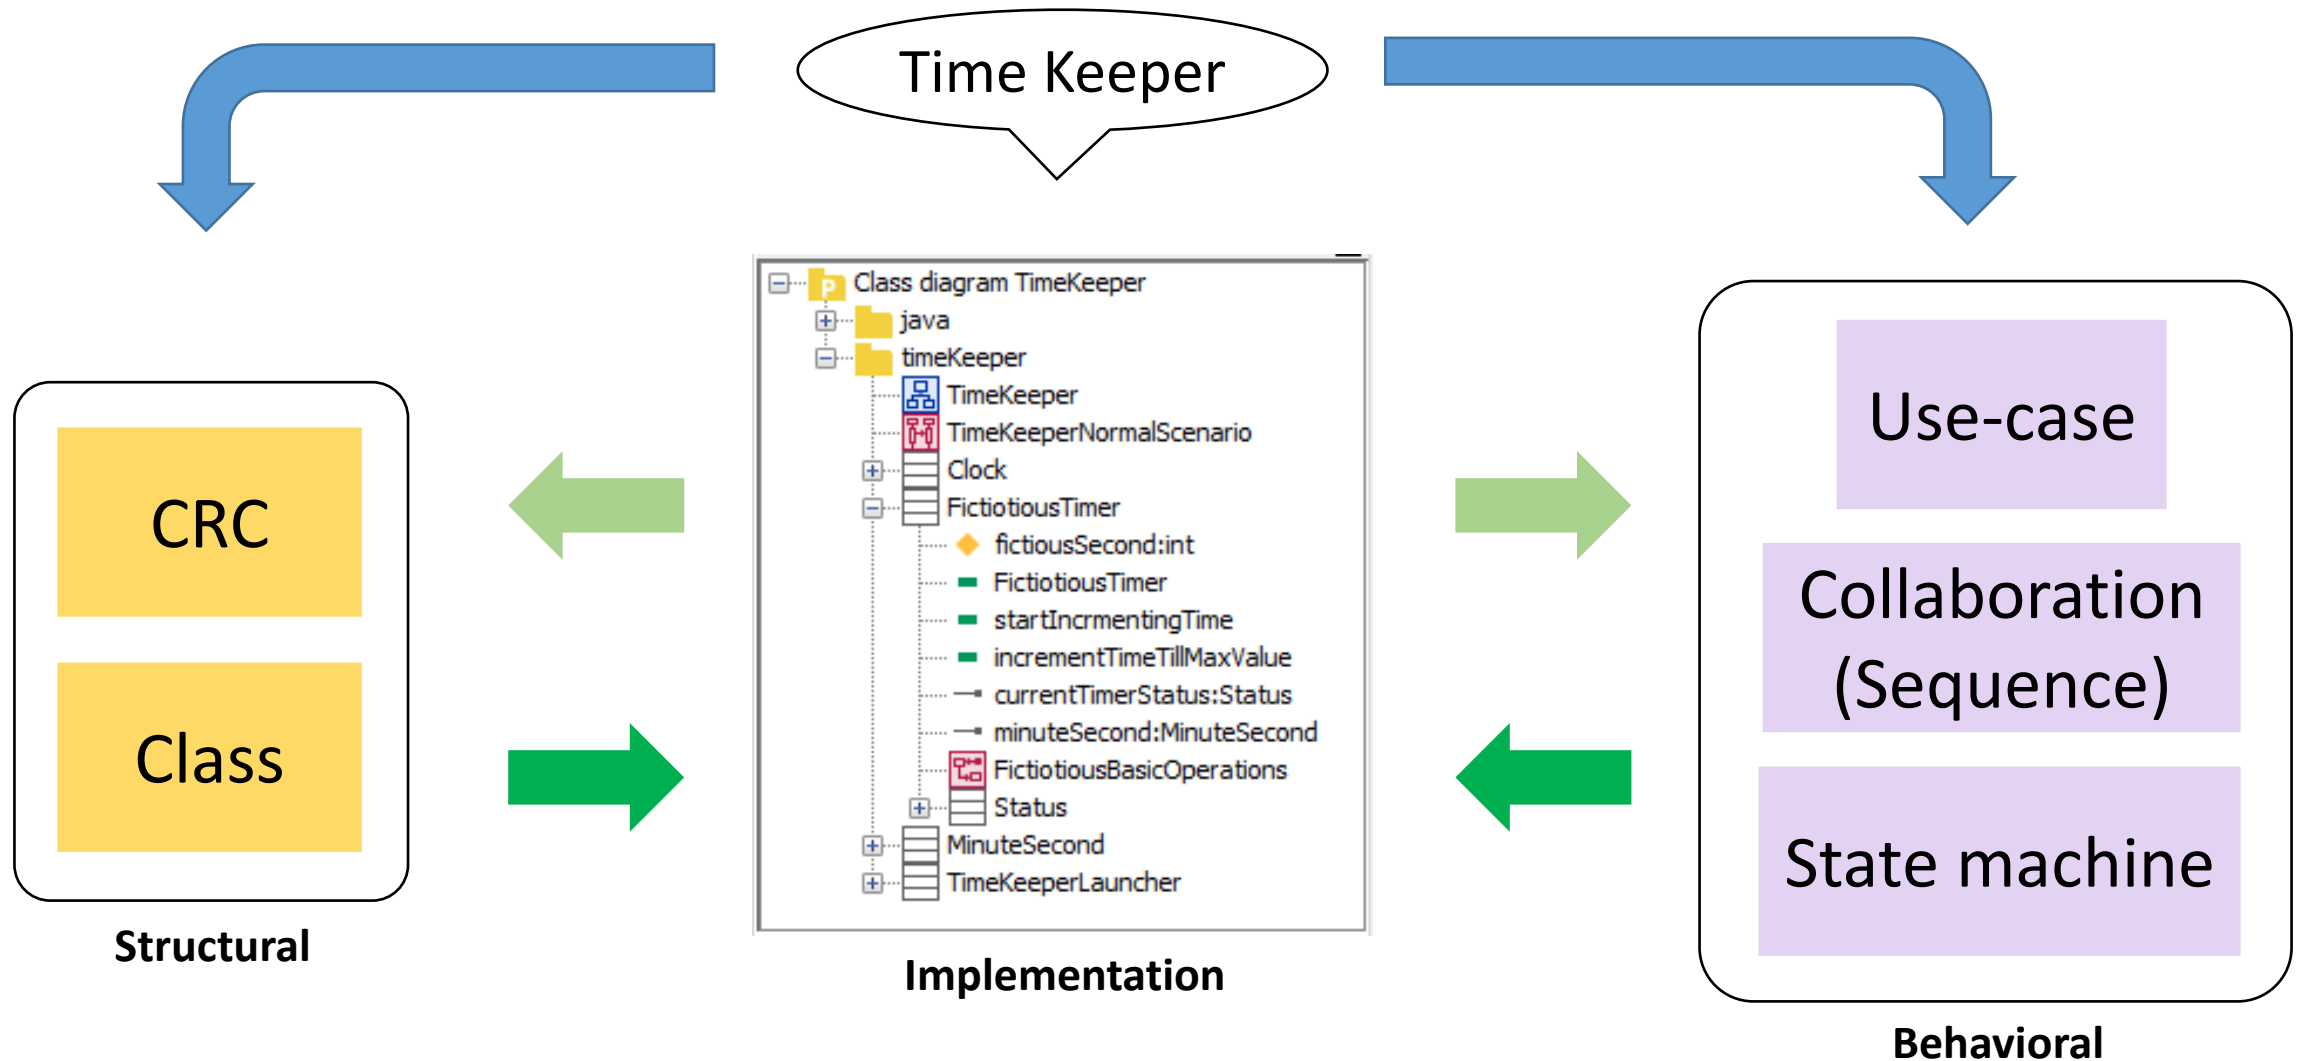 Time Keeper
CRC
Class
Structural
P
Class diagram TimeKeeper
java
timeKeeper
TimeKeeper
TimeKeeperNormalScenario
Clock
FictiotiousTimer
fictiousSecond:int
FictiotiousTimer
startIncrmentingTime
incrementTimeTillMaxValue
currentTimerStatus:Status
minuteSecond:MinuteSecond
FictiotiousBasicOperations
Status
MinuteSecond
TimeKeeperLauncher
Implementation
Use-case
Collaboration
(Sequence)
State machine
Behavioral